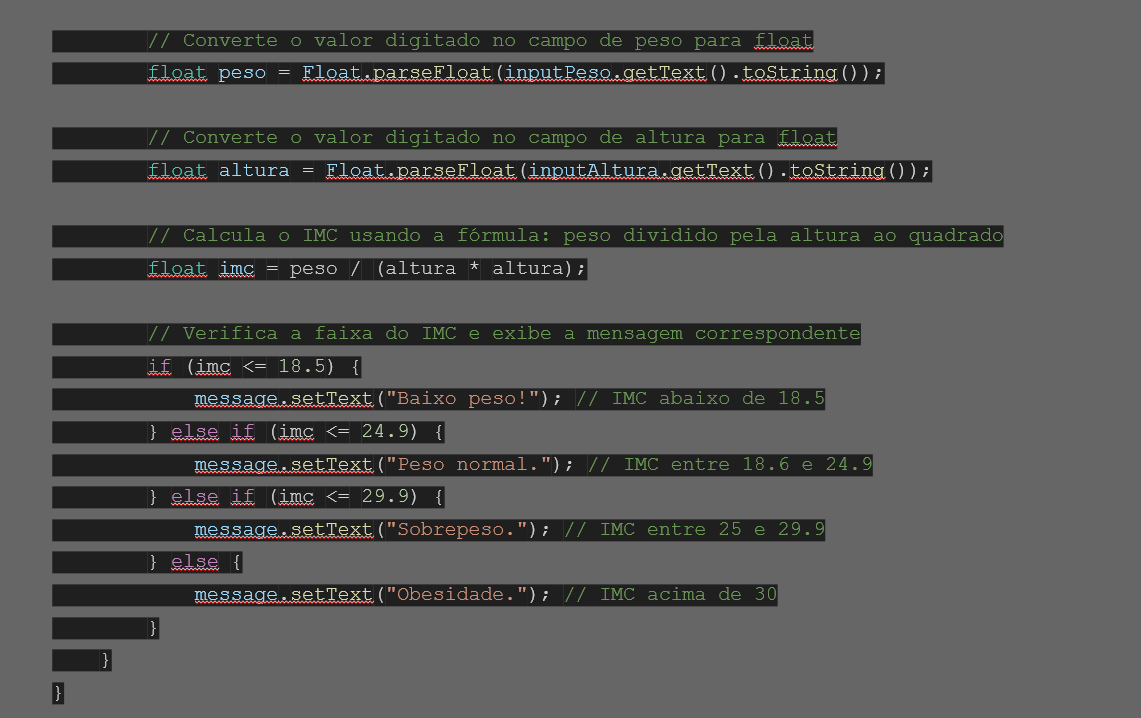 // Converte o valor digitado no campo de peso para float
float peso = Float.parseFloat(inputPeso.getText().toString());
// Converte o valor digitado no campo de altura para float
float altura = Float.parseFloat(inputAltura.getText().toString());
// Calcula o IMC usando a fórmula: peso dividido pela altura ao quadrado
float imc = peso / (altura * altura);
// Verifica a faixa do IMC e exibe a mensagem correspondente
if (imc <= 18.5) {
message.setText("Baixo peso!"); // IMC abaixo de 18.5
} else if (imc <= 24.9) {
message.setText("Peso normal."); // IMC entre 18.6 e 24.9
} else if (imc <= 29.9) {
message.setText("Sobrepeso."); // IMC entre 25 e 29.9
} else {
message.setText("Obesidade."); // IMC acima de 30
}
}
}